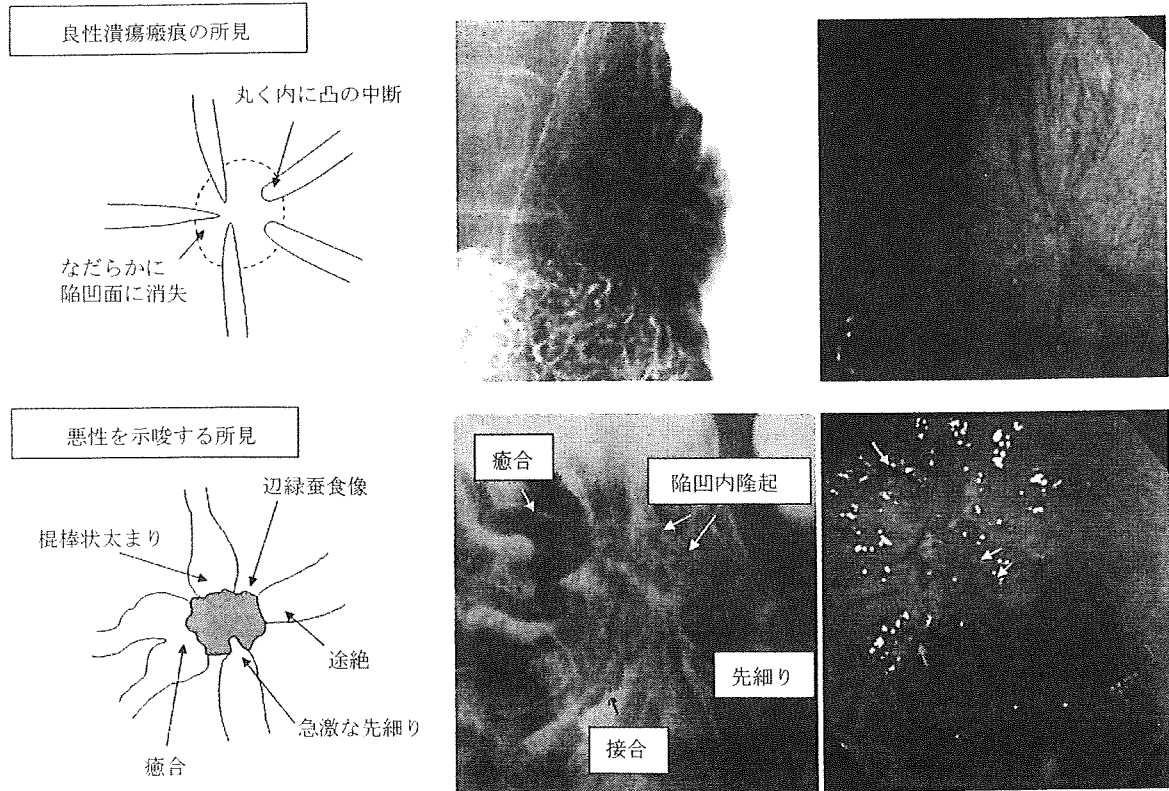 良性潰瘍瘢痕の所見
丸く内に凸の中断
なだらかに
陥凹面に消失
悪性を示唆する所見
辺縁蚕食像
棍棒状太まり
途絶
急激な先細り
癒合
癒合
陥凹内隆起
先細り
接合